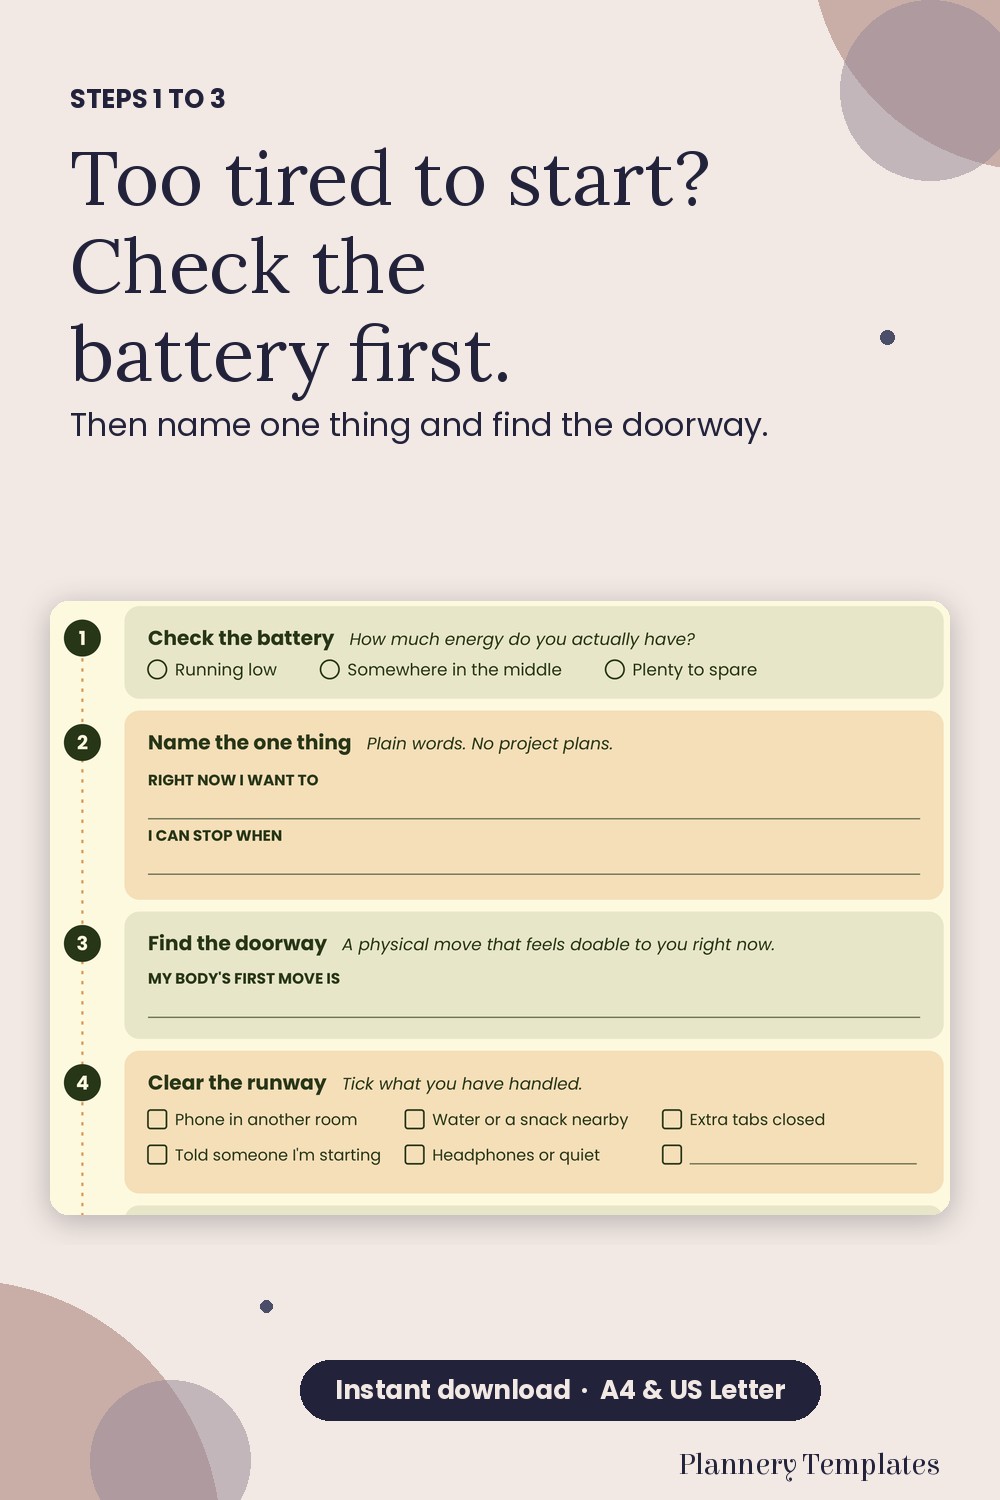 STEPS 1 TO 3
Too tired to start?
Check the
battery first.
Then name one thing and find the doorway.
1
Check the battery How much energy do you actually have?
Running low Somewhere in the middle Plenty to spare
2
Name the one thing Plain words. No project plans.
RIGHT NOW I WANT TO
I CAN STOP WHEN
3
Find the doorway A physical move that feels doable to you right now.
MY BODY'S FIRST MOVE IS
4
Clear the runway Tick what you have handled.
Phone in another room Water or a snack nearby Extra tabs closed
Told someone I'm starting Headphones or quiet
Instant download · A4 & US Letter
Plannery Templates